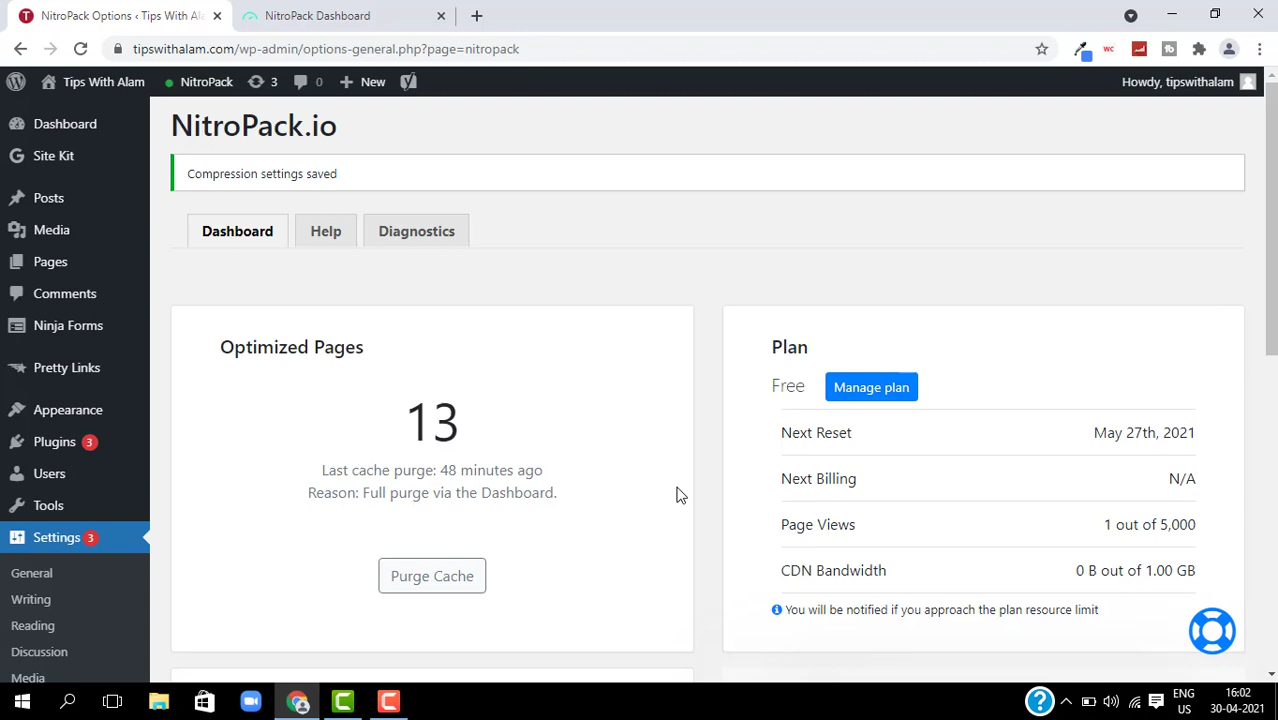 NitroPack Options ‹ Tips With Ala
NitroPack Dashboard
tipswithalam.com/wp-admin/options-general.php?page=nitropack
Tips With Alam
NitroPack
3
0
New
Howdy, tipswithalam
Dashboard
Site Kit
Posts
Media
Pages
Comments
Ninja Forms
Pretty Links
Appearance
Plugins 3
Users
Tools
Settings 3
General
Writing
Reading
Discussion
Media
NitroPack.io
Compression settings saved
Dashboard
Help
Diagnostics
Optimized Pages
13
Last cache purge: 48 minutes ago
Reason: Full purge via the Dashboard.
Purge Cache
Plan
Free
Manage plan
Next Reset
May 27th, 2021
Next Billing
N/A
Page Views
1 out of 5,000
CDN Bandwidth
0 B out of 1.00 GB
You will be notified if you approach the plan resource limit
ENG
US
16:02
30-04-2021